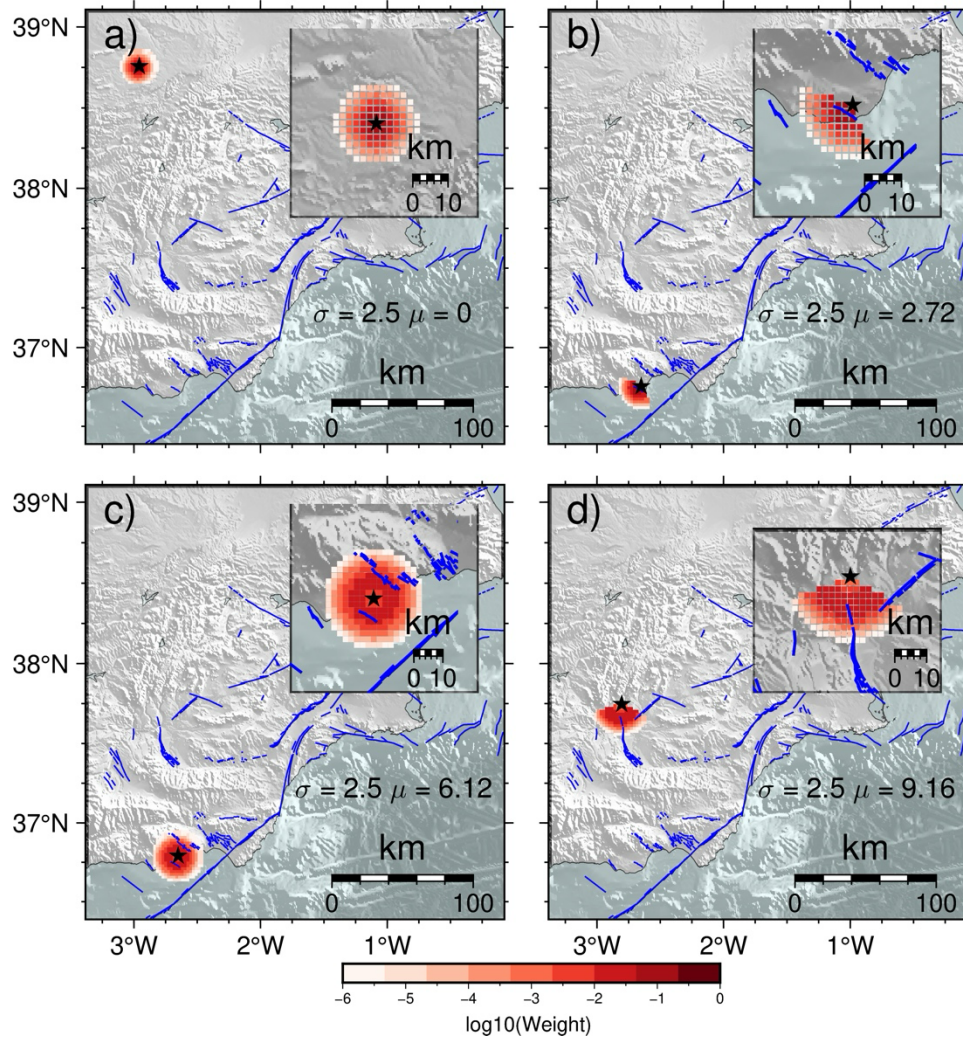 a)
39°N
38°N
37°N
km
0 10
σ = 2.5 μ = 0
km
0 100
b)
km
0 10
σ = 2.5 μ = 2.72
km
0 100
c)
39°N
38°N
37°N
km
0 10
σ = 2.5 μ = 6.12
km
0 100
3°W 2°W 1°W
d)
km
0 10
σ = 2.5 μ = 9.16
km
0 100
3°W 2°W 1°W
-6 -5 -4 -3 -2 -1 0
log10(Weight)